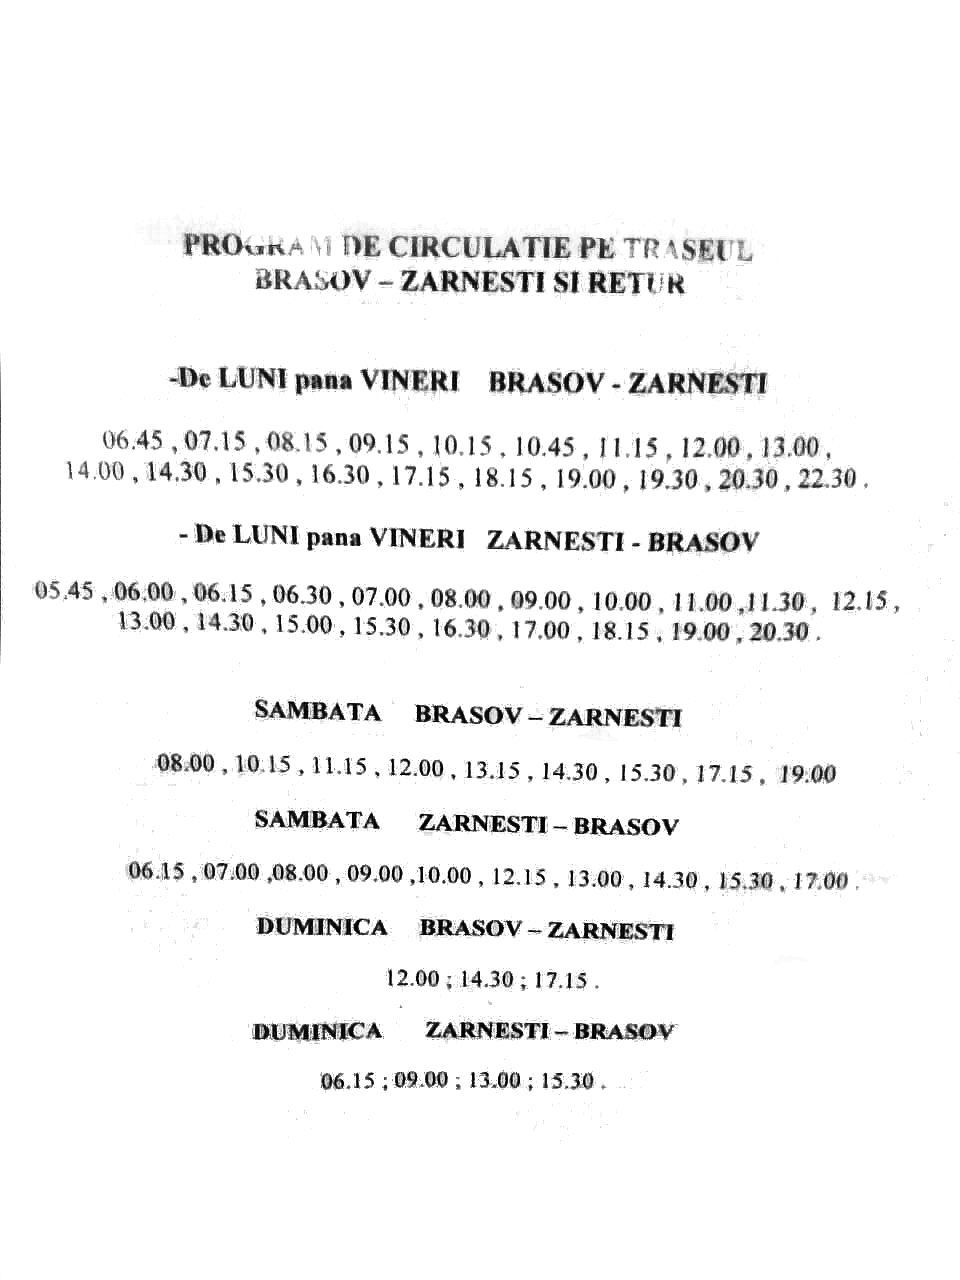 PROGRAM DE CIRCULATIE PE TRASEUL
BRASOV – ZARNESTI SI RETUR
-De LUNI pana VINERI BRASOV - ZARNESTI
06.45 , 07.15 , 08.15 , 09.15 , 10.15 , 10.45 , 11.15 , 12.00 , 13.00 ,
14.00 , 14.30 , 15.30 , 16.30 , 17.15 , 18.15 , 19.00 , 19.30 , 20.30 , 22.30 .
- De LUNI pana VINERI ZARNESTI - BRASOV
05.45 , 06.00 , 06.15 , 06.30 , 07.00 , 08.00 , 09.00 , 10.00 , 11.00 ,11.30 , 12.15 ,
13.00 , 14.30 , 15.00 , 15.30 , 16.30 , 17.00 , 18.15 , 19.00 , 20.30 .
SAMBATA BRASOV – ZARNESTI
08.00 , 10.15 , 11.15 , 12.00 , 13.15 , 14.30 , 15.30 , 17.15 , 19.00
SAMBATA ZARNESTI – BRASOV
06.15 , 07.00 ,08.00 , 09.00 ,10.00 , 12.15 , 13.00 , 14.30 , 15.30 , 17.00 .
DUMINICA BRASOV – ZARNESTI
12.00 ; 14.30 ; 17.15 .
DUMINICA ZARNESTI – BRASOV
06.15 ; 09.00 ; 13.00 ; 15.30 .